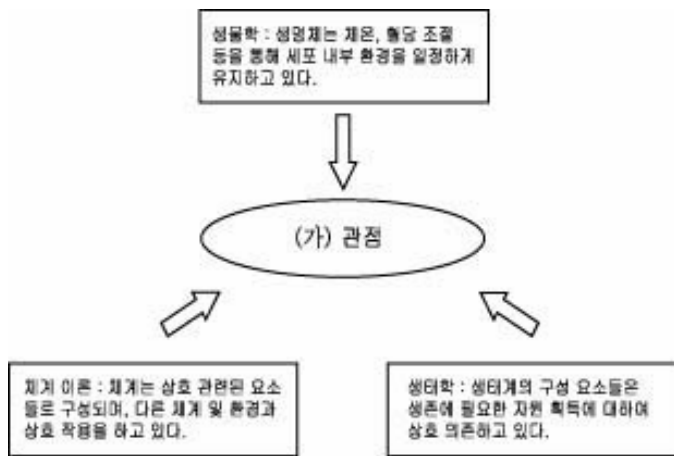 생물학 : 생명체는 체온, 혈당 조절
등을 통해 세포 내부 환경을 일정하게
유지하고 있다.
(가) 관점
체계 이론 : 체계는 상호 관련된 요소
들로 구성되며, 다른 체계 및 환경과
상호 작용을 하고 있다.
생태학 : 생태계의 구성 요소들은
생존에 필요한 자원 획득에 대하여
상호 의존하고 있다.